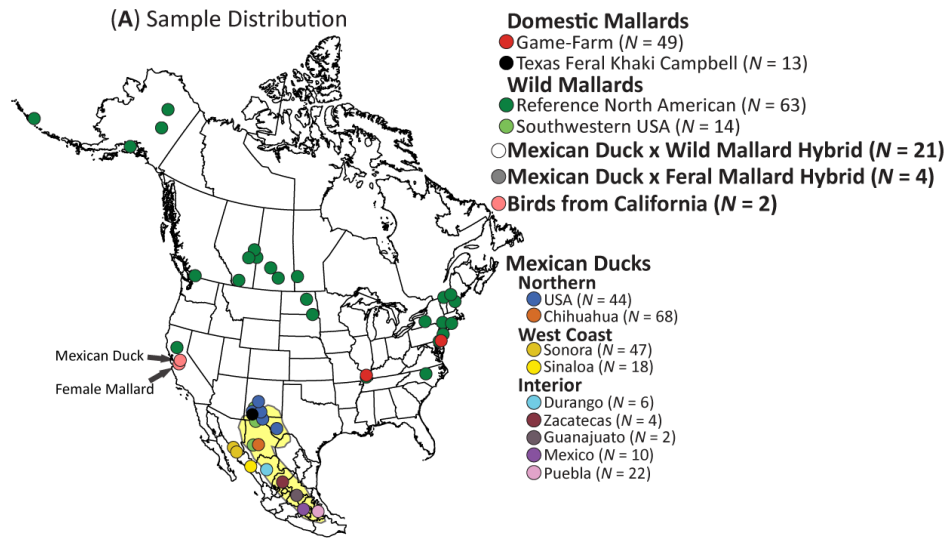 (A) Sample Distribution
Domestic Mallards
Game-Farm (N = 49)
Texas Feral Khaki Campbell (N = 13)
Wild Mallards
Reference North American (N = 63)
Southwestern USA (N = 14)
Mexican Duck x Wild Mallard Hybrid (N = 21)
Mexican Duck x Feral Mallard Hybrid (N = 4)
Birds from California (N = 2)
Mexican Ducks
Northern
USA (N = 44)
Chihuahua (N = 68)
West Coast
Sonora (N = 47)
Sinaloa (N = 18)
Interior
Durango (N = 6)
Zacatecas (N = 4)
Guanajuato (N = 2)
Mexico (N = 10)
Puebla (N = 22)
Mexican Duck
Female Mallard